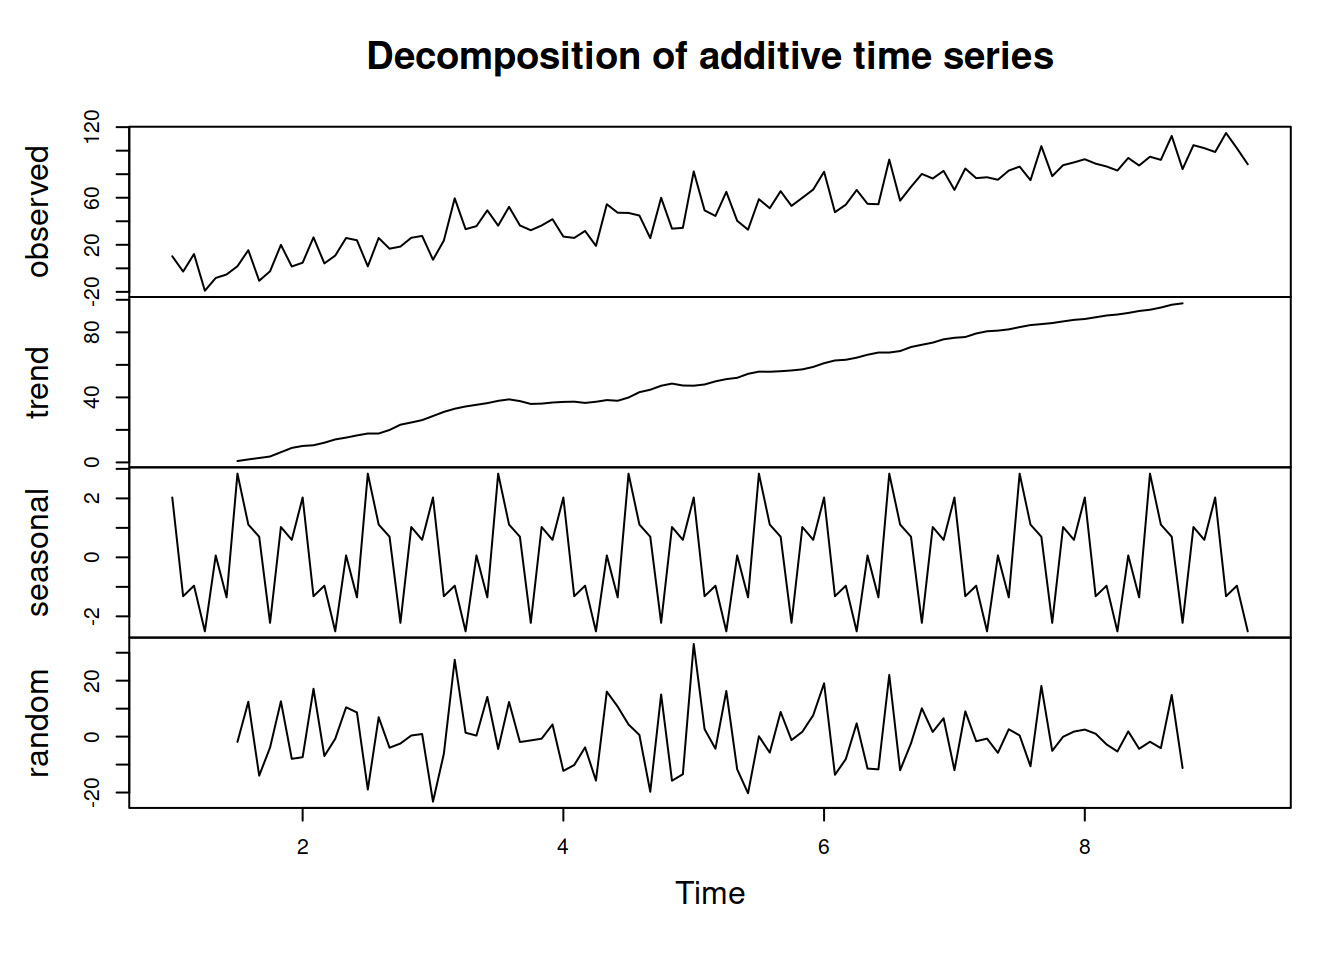 Decomposition of additive time series
observed
-20 20 60 120
trend
0 40 80
seasonal
-2 0 2
random
-20 0 20
2 4 6 8
Time